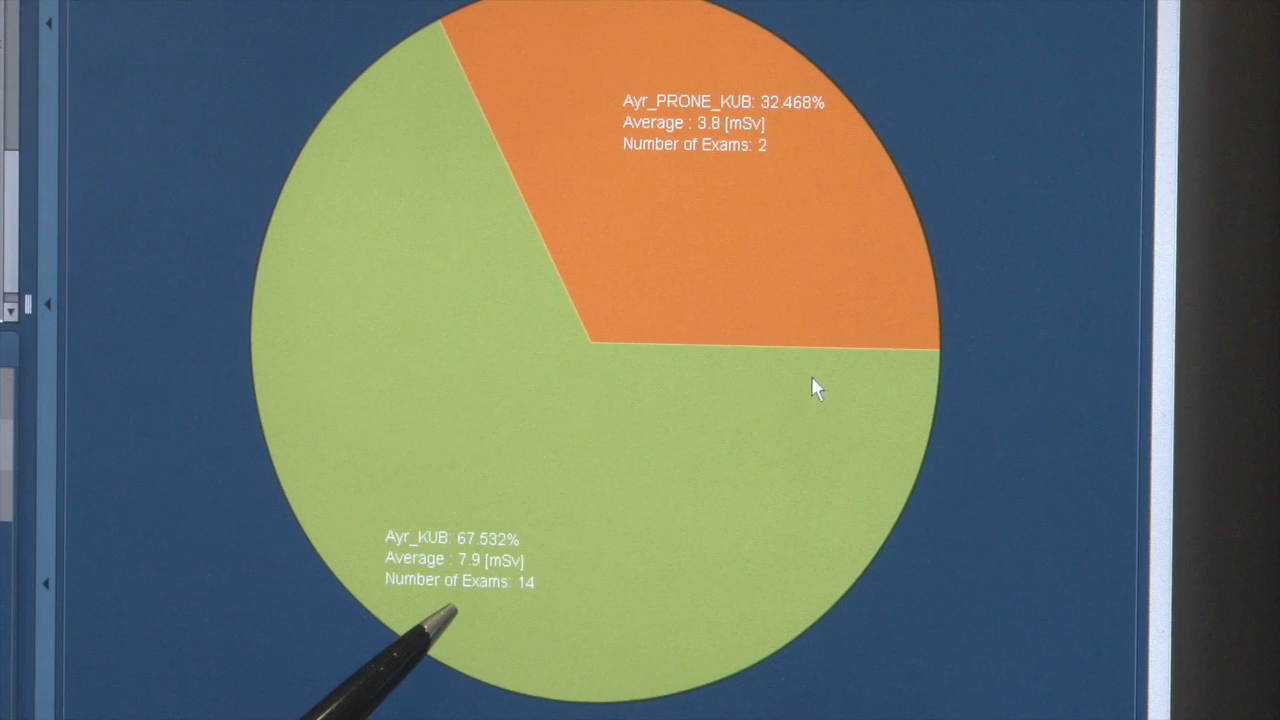 Ayr_PRONE_KUB: 32.468%
Average : 3.8 [mSv]
Number of Exams: 2
Ayr_KUB: 67.532%
Average : 7.9 [mSv]
Number of Exams: 14